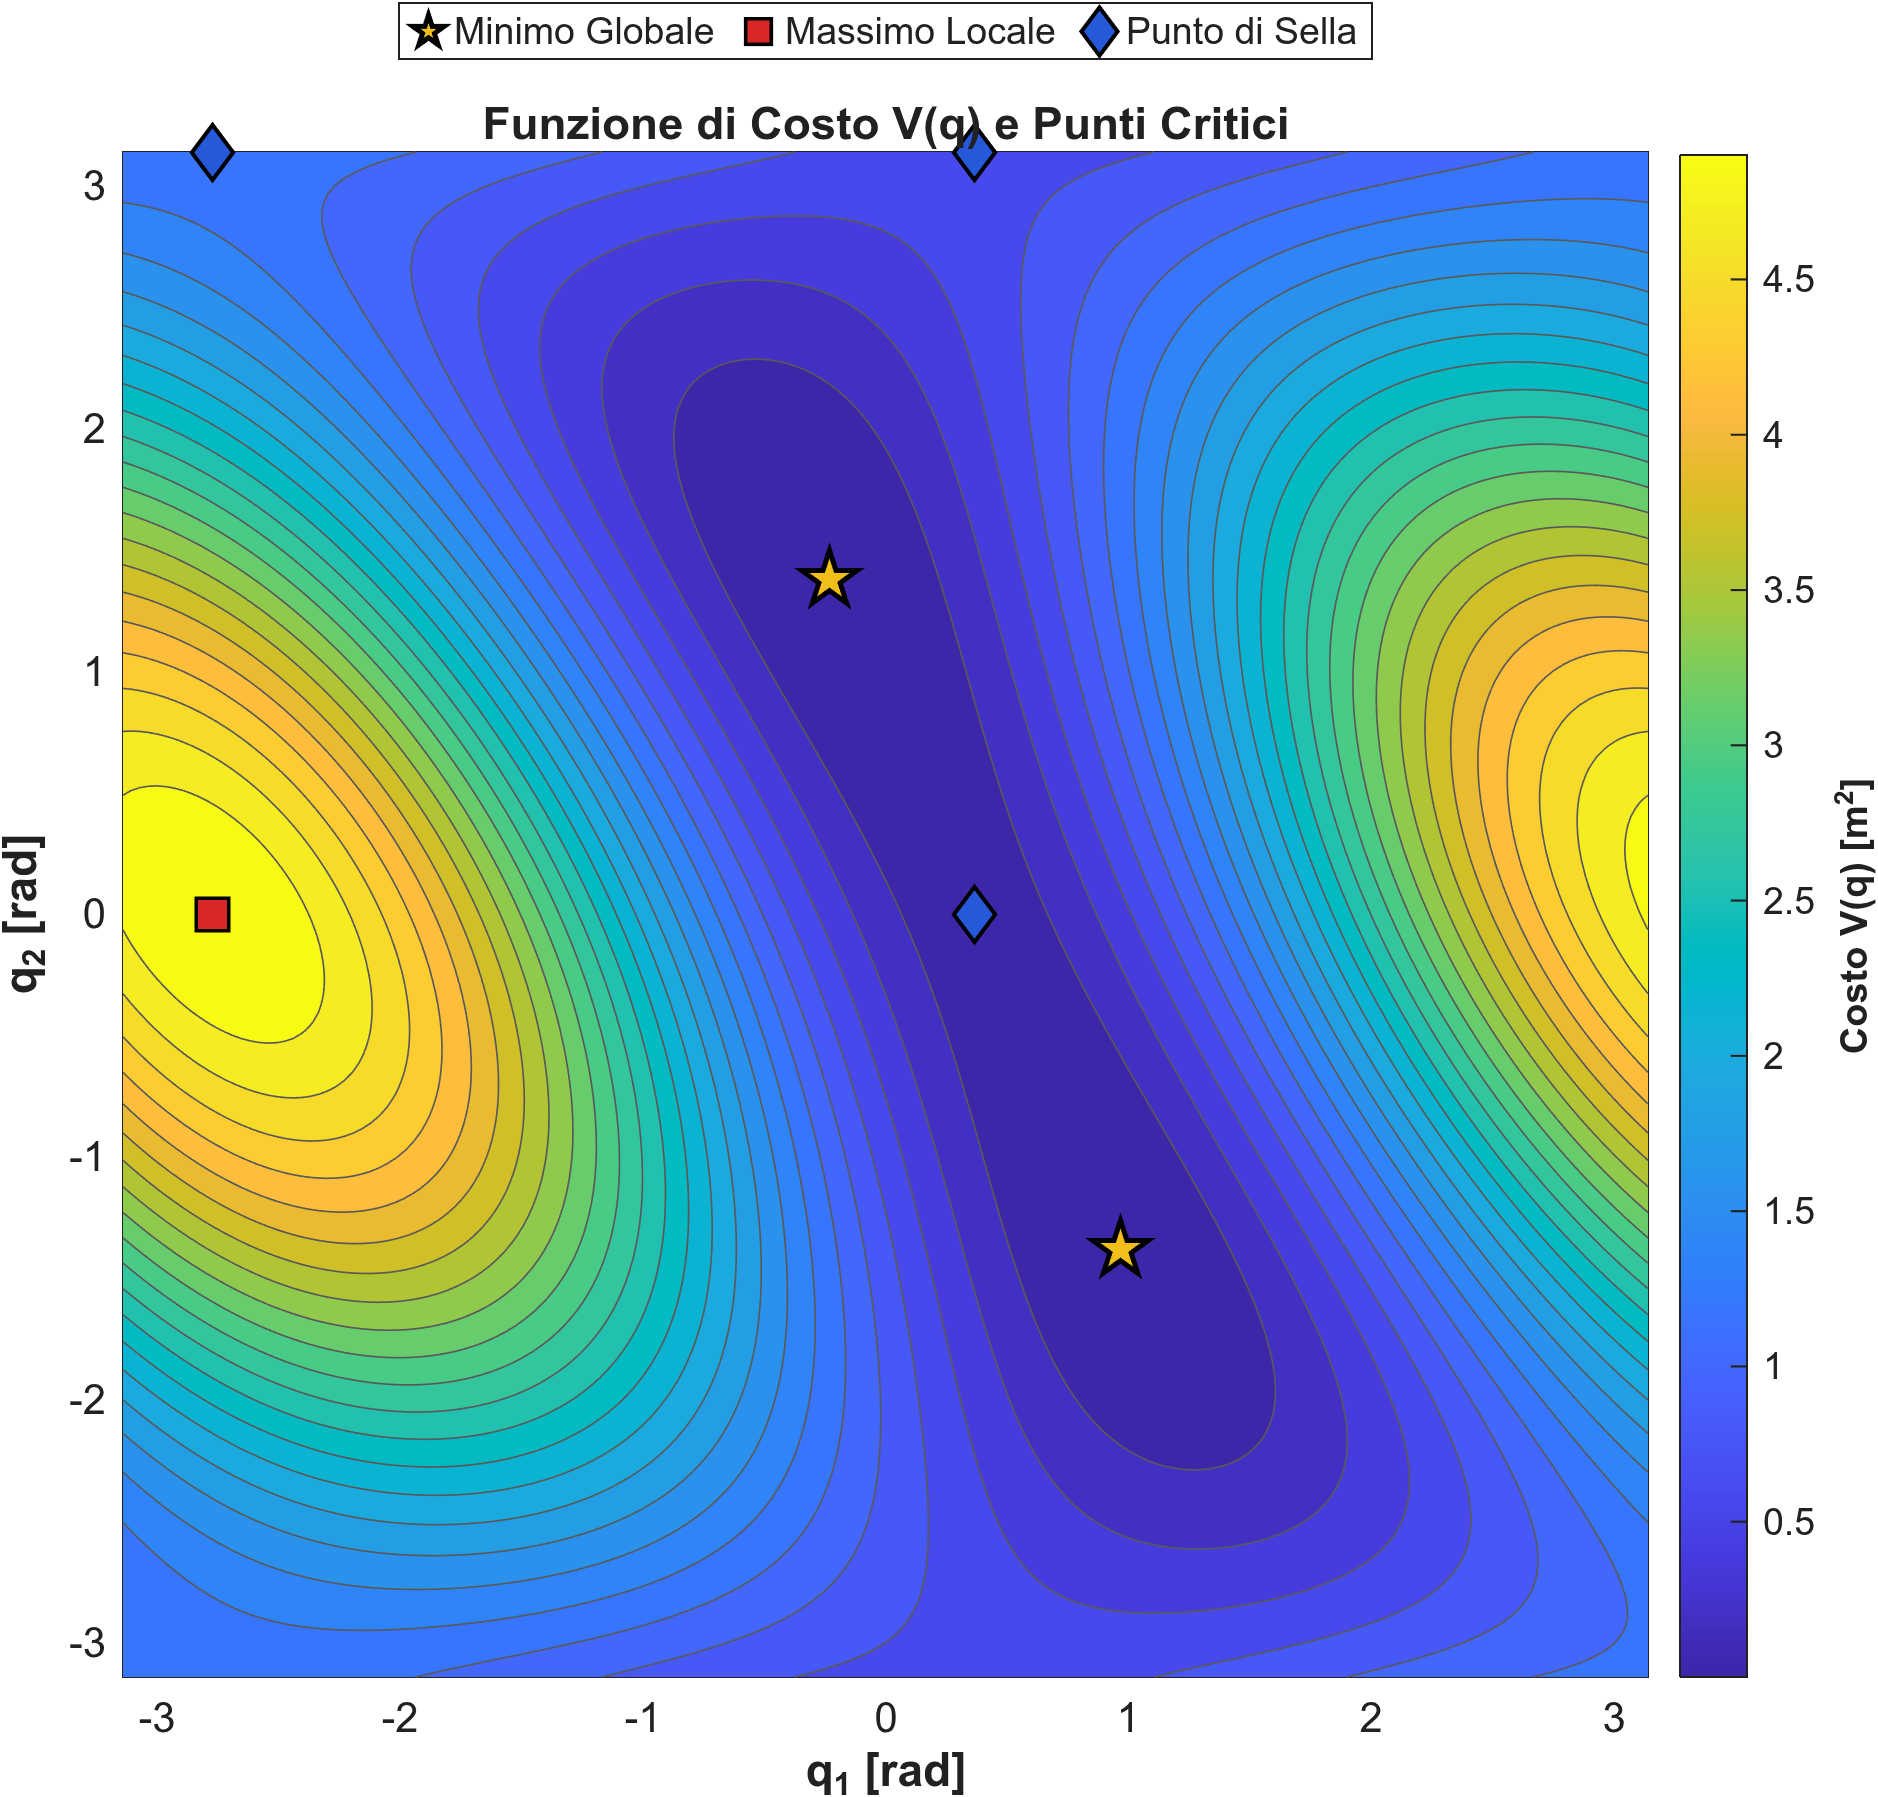 Minimo Globale Massimo Locale Punto di Sella
Funzione di Costo V(q) e Punti Critici
3
2
1
0
-1
-2
-3
q2 [rad]
-3 -2 -1 0 1 2 3
q1 [rad]
4.5
4
3.5
3
2.5
2
1.5
1
0.5
Costo V(q) [m²]